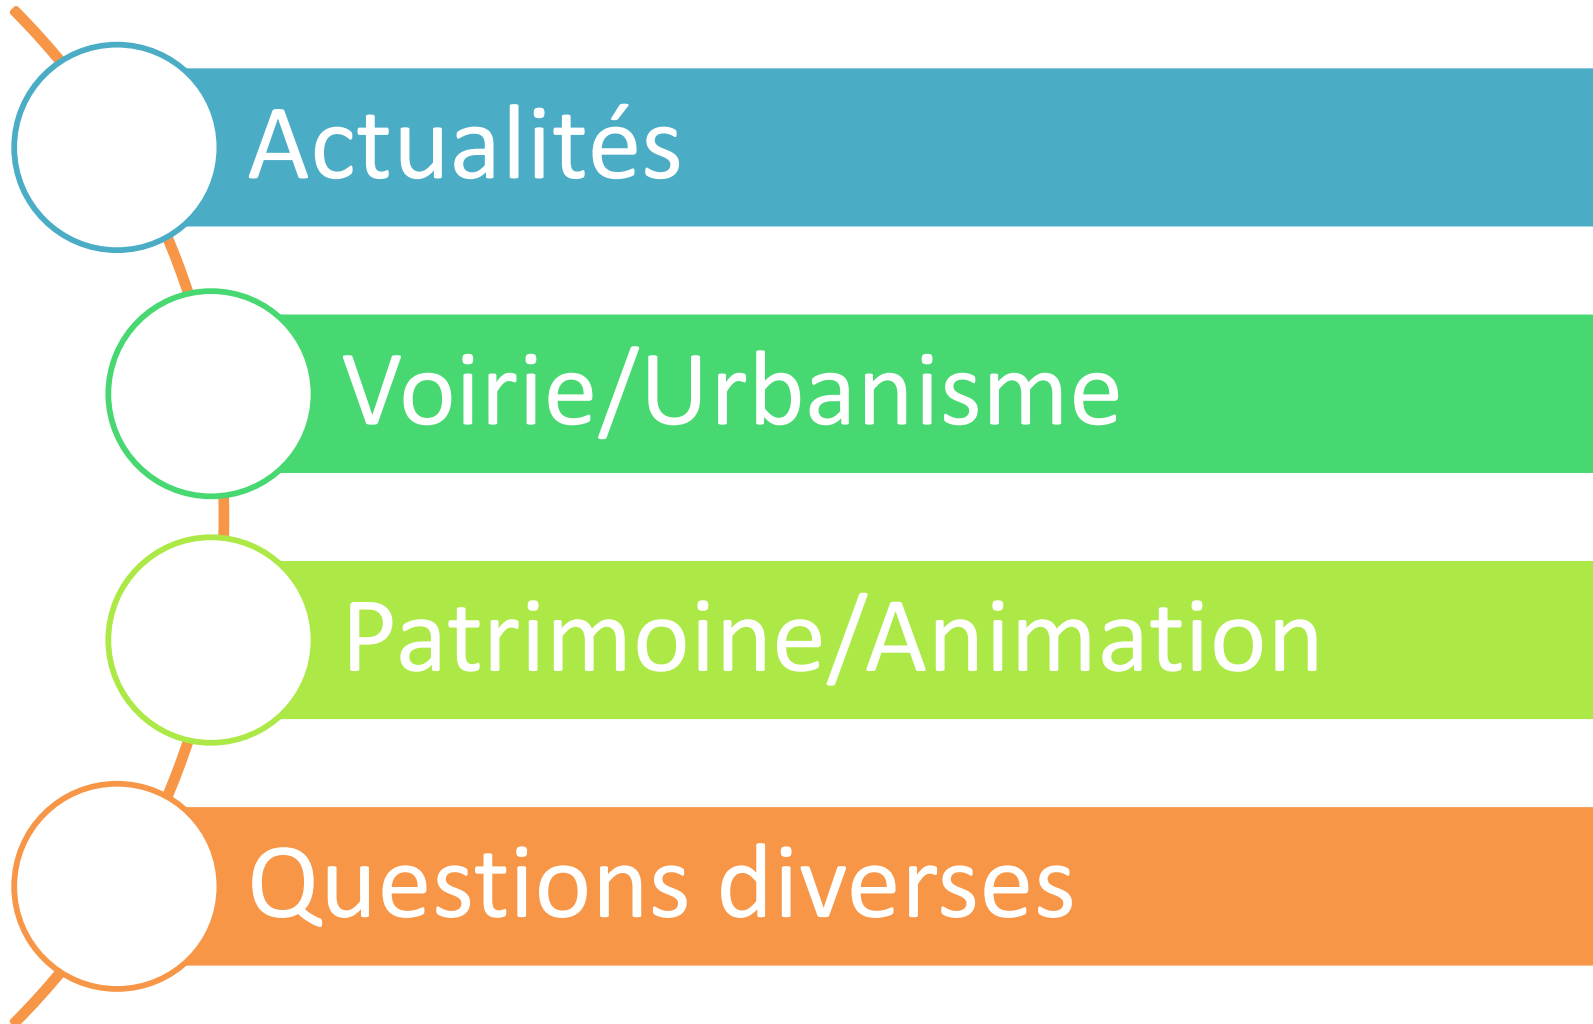 Actualités
Voirie/Urbanisme
Patrimoine/Animation
Questions diverses